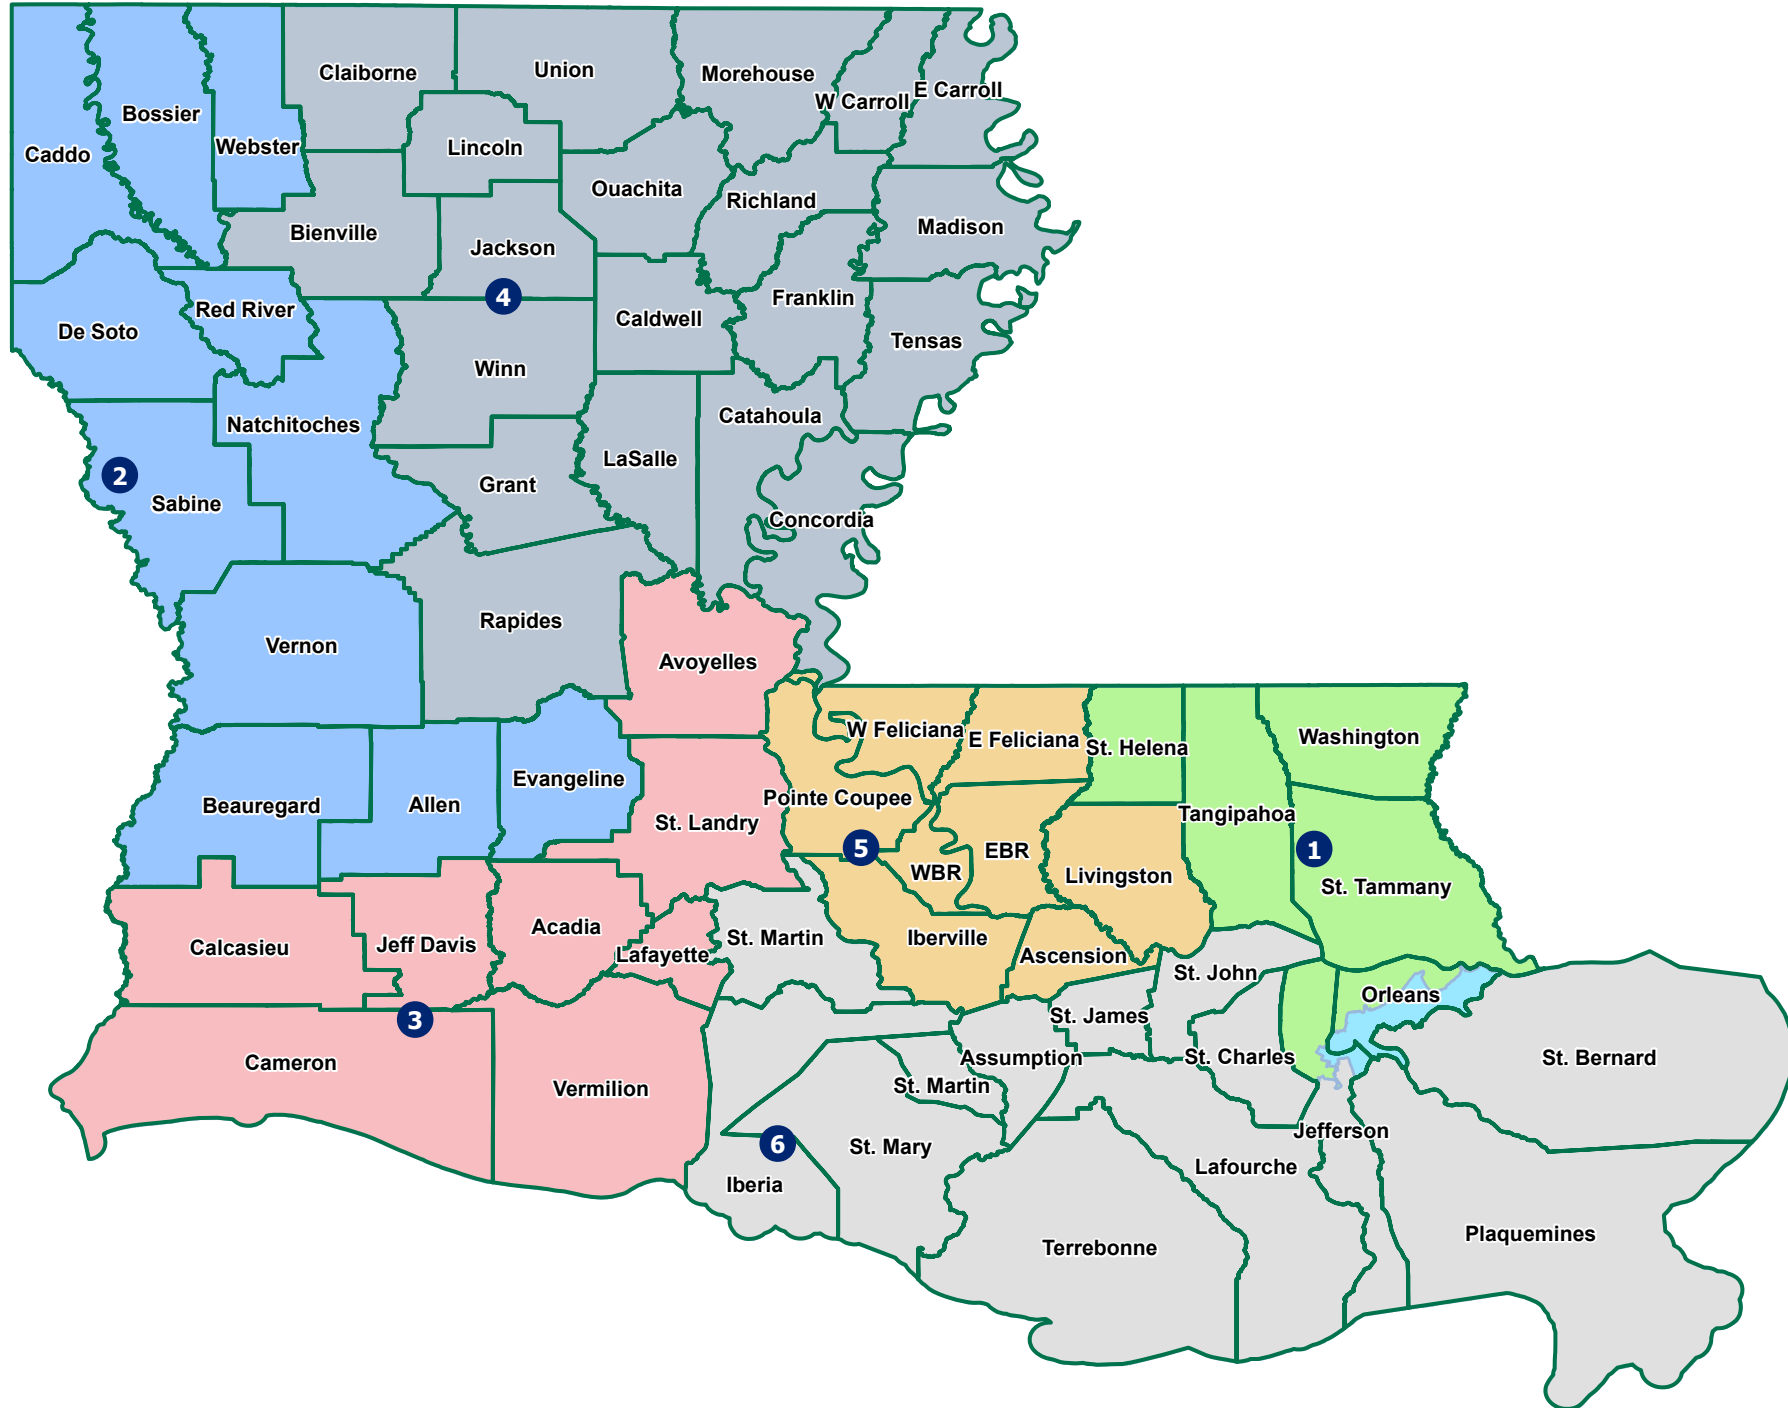 Claiborne
Union
Morehouse
W Carroll
E Carroll
Bossier
Caddo
Webster
Lincoln
Ouachita
Richland
Madison
Bienville
Jackson
4
Red River
Franklin
De Soto
Caldwell
Tensas
Winn
Natchitoches
Catahoula
LaSalle
2
Sabine
Grant
Concordia
Rapides
Vernon
Avoyelles
W Feliciana
E Feliciana
St. Helena
Washington
Evangeline
Beauregard
Allen
Pointe Coupee
St. Landry
Tangipahoa
5
EBR
1
WBR
Livingston
St. Tammany
Acadia
Calcasieu
Jeff Davis
Lafayette
St. Martin
Iberville
Ascension
St. John
Orleans
3
St. James
Cameron
Assumption
St. Charles
St. Bernard
Vermilion
St. Martin
Jefferson
6
St. Mary
Lafourche
Iberia
Terrebonne
Plaquemines